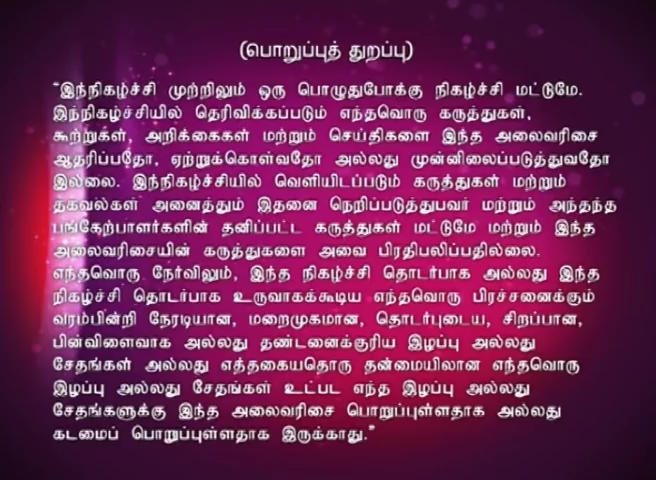 (பொறுப்புத் துறப்பு)
“இந்நிகழ்ச்சி முற்றிலும் ஒரு பொழுதுபோக்கு நிகழ்ச்சி மட்டுமே.
இந்நிகழ்ச்சியில் தெரிவிக்கப்படும் எந்தவொரு கருத்துகள்,
கூற்றுகள், அறிக்கைகள் மற்றும் செய்திகளை இந்த அலைவரிசை
ஆதரிப்பதோ, ஏற்றுக்கொள்வதோ அல்லது முன்னிலைப்படுத்துவதோ
இல்லை. இந்நிகழ்ச்சியில் வெளியிடப்படும் கருத்துகள் மற்றும்
தகவல்கள் அனைத்தும் இதனை நெறிப்படுத்துபவர் மற்றும் அந்தந்த
பங்கேற்பாளர்களின் தனிப்பட்ட கருத்துகள் மட்டுமே மற்றும் இந்த
அலைவரிசையின் கருத்துகளை அவை பிரதிபலிப்பதில்லை.
எந்தவொரு நேர்விலும், இந்த நிகழ்ச்சி தொடர்பாக அல்லது இந்த
நிகழ்ச்சி தொடர்பாக உருவாகக்கூடிய எந்தவொரு பிரச்சனைக்கும்
வரம்பின்றி நேரடியான, மறைமுகமான, தொடர்புடைய, சிறப்பான,
பின்விளைவாக அல்லது தண்டனைக்குரிய இழப்பு அல்லது
சேதங்கள் அல்லது எத்தகையதொரு தன்மையிலான எந்தவொரு
இழப்பு அல்லது சேதங்கள் உட்பட எந்த இழப்பு அல்லது
சேதங்களுக்கு இந்த அலைவரிசை பொறுப்புள்ளதாக அல்லது
கடமைப் பொறுப்புள்ளதாக இருக்காது.”